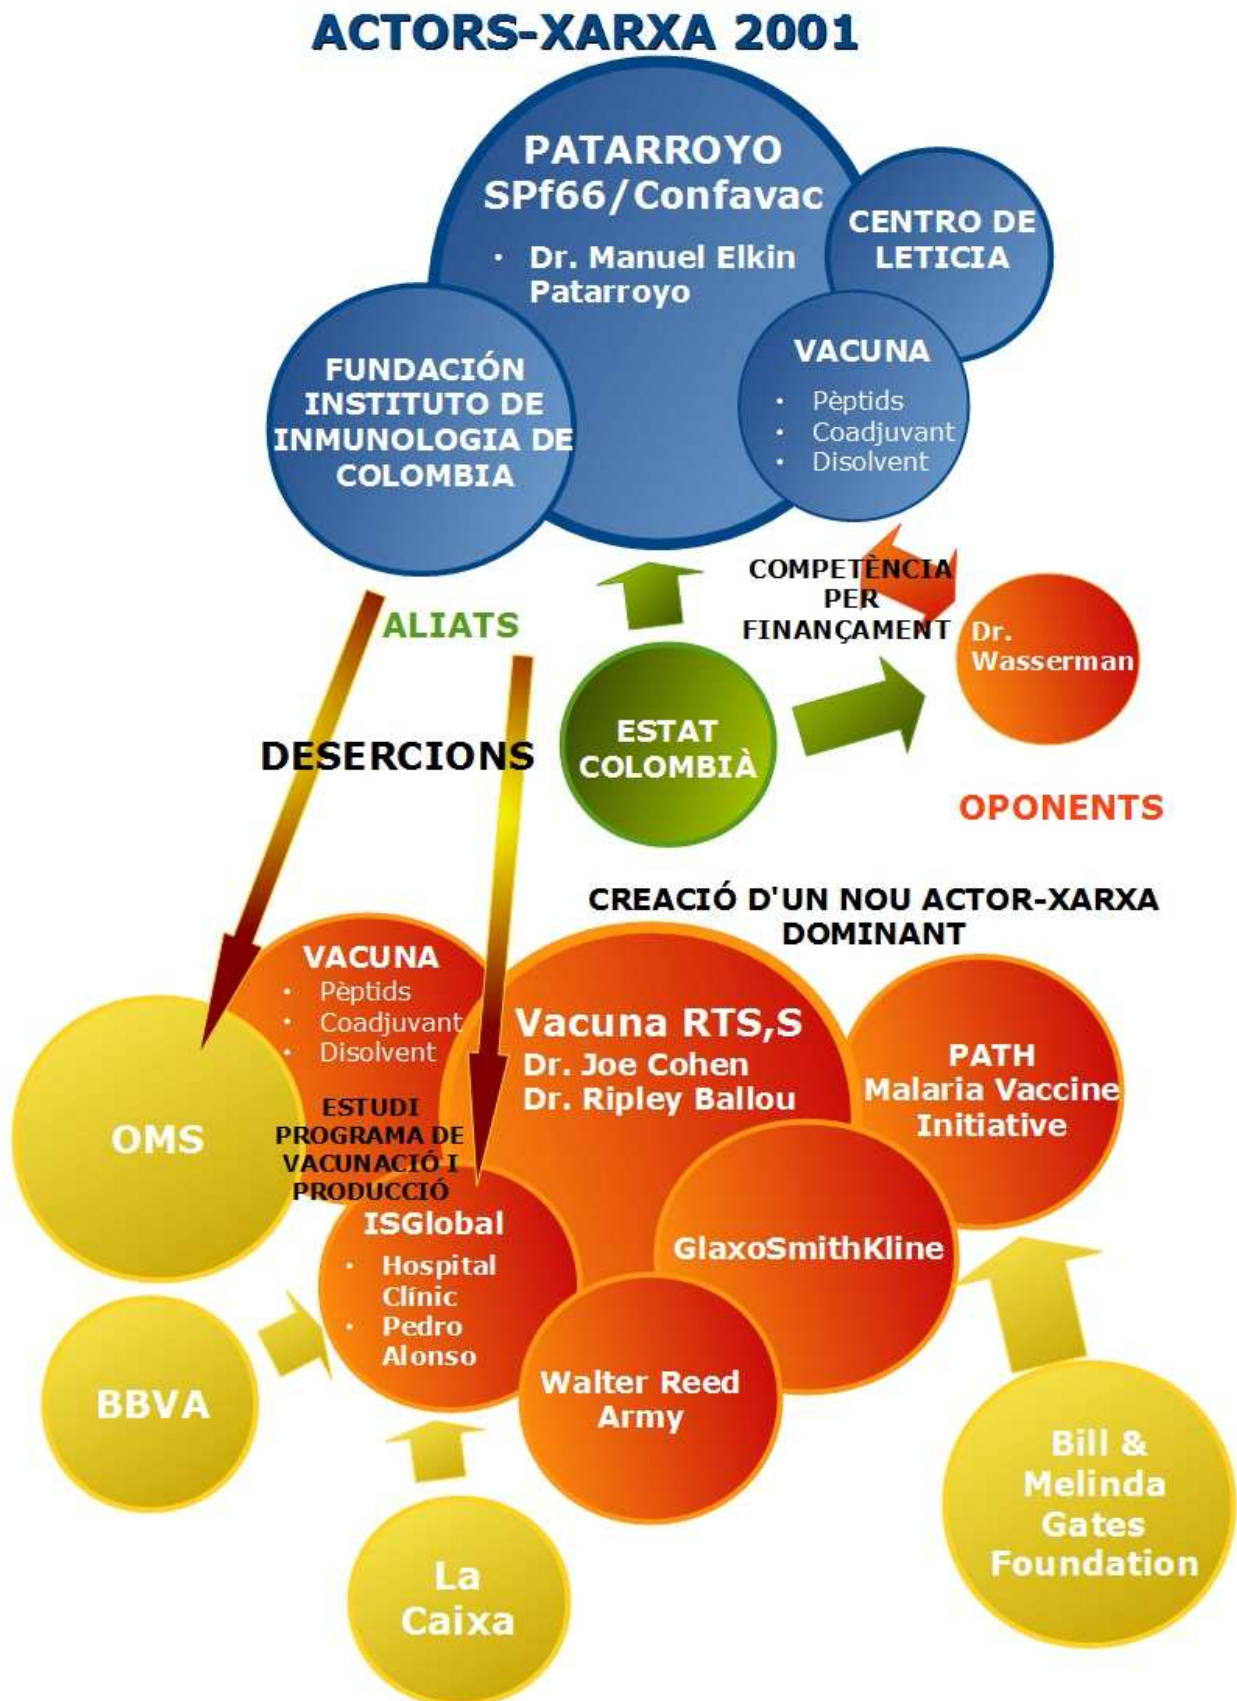 ACTORS-XARXA 2001
PATARROYO
SPf66/Confavac
• Dr. Manuel Elkin
Patarroyo
CENTRO DE
LETICIA
FUNDACIÓN
INSTITUTO DE
INMUNOLOGIA DE
COLOMBIA
VACUNA
• Pèptids
• Coadjuvant
• Disolvent
COMPETÈNCIA
PER
FINANÇAMENT
ALIATS
Dr.
Wasserman
DESERCIONS
ESTAT
COLOMBIÀ
OPONENTS
CREACIÓ D'UN NOU ACTOR-XARXA
DOMINANT
VACUNA
• Pèptids
• Coadjuvant
• Disolvent
Vacuna RTS,S
Dr. Joe Cohen
Dr. Ripley Ballou
PATH
Malaria Vaccine
Initiative
OMS
ESTUDI
PROGRAMA DE
VACUNACIÓ I
PRODUCCIÓ
ISGlobal
• Hospital
Clínic
• Pedro
Alonso
GlaxoSmithKline
Walter Reed
Army
BBVA
La
Caixa
Bill &
Melinda
Gates
Foundation